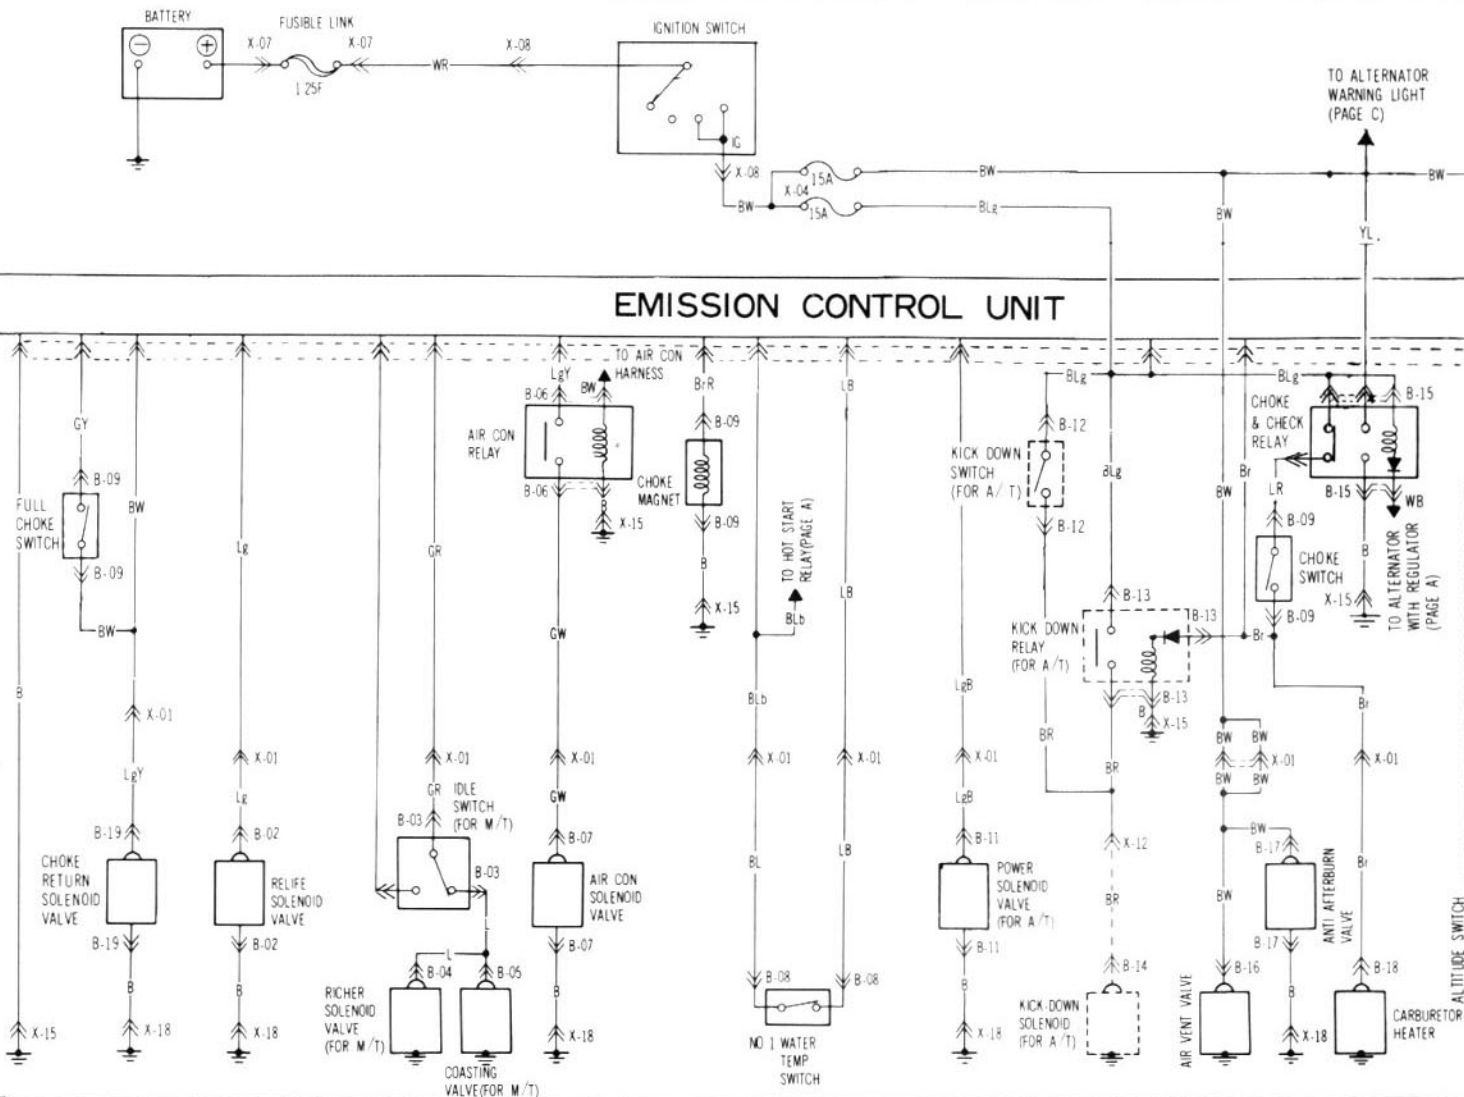 BATTERY
FUSIBLE LINK
IGNITION SWITCH
X-07
X-07
X-08
WR
1.25F
TO ALTERNATOR
WARNING LIGHT
(PAGE C)
IG
X-08
15A
X-04
BW
BW
BW
15A
BLg
BW
YL
EMISSION CONTROL UNIT
TO AIR CON
HARNESS
LgY
BW
BrR
LB
BLg
BLg
B-06
B-15
B-09
B-12
CHOKE
& CHECK
RELAY
GY
AIR CON
RELAY
KICK DOWN
SWITCH
(FOR A/T)
BLg
Br
B-09
CHOKE
MAGNET
B-06
B
X-15
B-15
WB
LR
FULL
CHOKE
SWITCH
BW
B-09
B-12
BW
B-09
Lg
GR
TO HOT START
RELAY(PAGE A)
B
CHOKE
SWITCH
B
TO ALTERNATOR
WITH REGULATOR
(PAGE A)
B-09
LB
B-13
X-15
X-15
BLb
B-13
B-09
BW
GW
KICK DOWN
RELAY
(FOR A/T)
Br
B
LgB
BLb
B-13
B
X-15
Br
X-01
BR
BR
BW
BW
X-01
X-01
X-01
X-01
X-01
X-01
X-01
X-01
LgY
Lg
GR
IDLE
SWITCH
(FOR M/T)
GW
LgB
BW
BW
B-19
B-02
B-03
B-07
B-11
X-12
BW
B-17
CHOKE
RETURN
SOLENOID
VALVE
RELIFE
SOLENOID
VALVE
B-03
AIR CON
SOLENOID
VALVE
BL
LB
POWER
SOLENOID
VALVE
(FOR A/T)
BR
BW
ANTI AFTERBURN
VALVE
Br
ALTITUDE SWITCH
B-19
B-02
L
L
B-07
B-11
B-17
B-04
B-05
B-08
B-08
B-14
B-16
B-18
B
B
RICHER
SOLENOID
VALVE
(FOR M/T)
B
B
KICK-DOWN
SOLENOID
(FOR A/T)
AIR VENT VALVE
B
CARBURETOR
HEATER
X-15
X-18
X-18
X-18
X-18
X-18
NO 1 WATER
TEMP
SWITCH
COASTING
VALVE(FOR M/T)